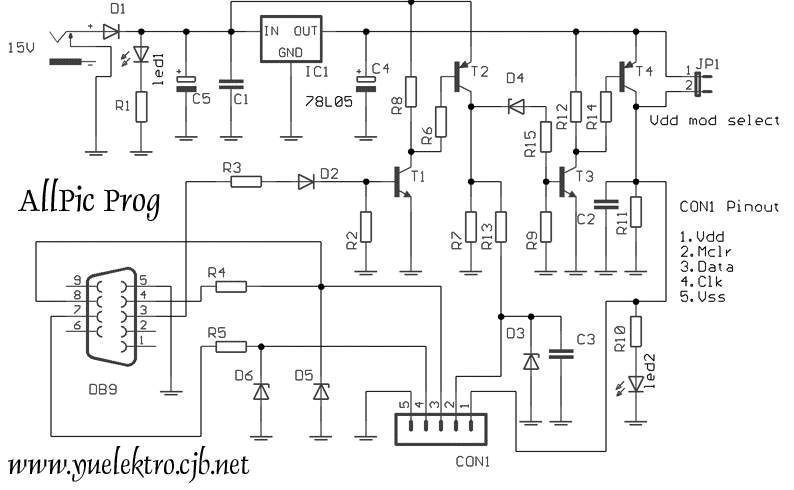 D1
15V
led1
R1
C5
C1
IN OUT
GND
IC1
78L05
C4
R8
R6
T2
D4
R15
R12
R14
T4
JP1
1
2
Vdd mod select
R3
D2
T1
R2
R7
R13
R9
T3
C2
R11
AllPic Prog
CON1 Pinout
1.Vdd
2.Mclr
3.Data
4.Clk
5.Vss
9
8
7
6
5
4
3
2
1
DB9
R4
R5
D6
D5
D3
C3
R10
led2
5 4 3 2 1
CON1
www.yuelektro.cjb.net